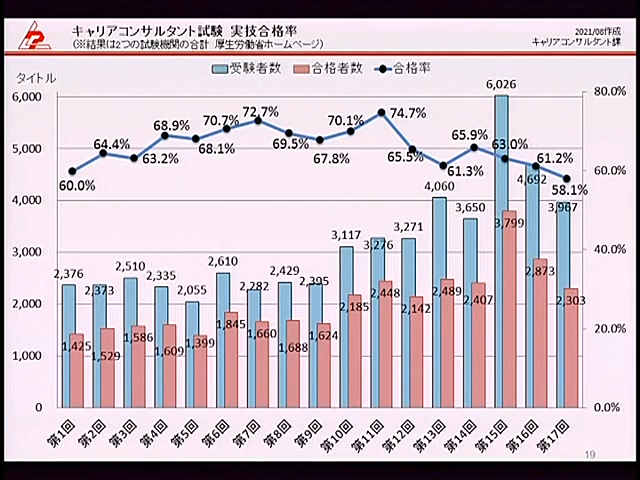 キャリアコンサルタント試験 実技合格率
(※結果は2つの試験機関の合計 厚生労働省ホームページ)
2021/08作成
キャリアコンサルタント課
受験者数 合格者数 合格率
タイトル
6,000 5,000 4,000 3,000 2,000 1,000 0
80.0% 60.0% 40.0% 20.0% 0.0%
60.0% 64.4% 63.2% 68.9% 68.1% 70.7% 72.7% 69.5% 67.8% 70.1% 74.7% 65.5% 61.3% 65.9% 63.0% 61.2% 58.1%
2,376 2,373 2,510 2,335 2,055 2,610 2,282 2,429 2,395 3,117 3,276 3,271 4,060 3,650 6,026 4,692 3,967
1,425 1,529 1,586 1,609 1,399 1,845 1,660 1,688 1,624 2,185 2,448 2,142 2,489 2,407 3,799 2,873 2,303
第1回 第2回 第3回 第4回 第5回 第6回 第7回 第8回 第9回 第10回 第11回 第12回 第13回 第14回 第15回 第16回 第17回
19